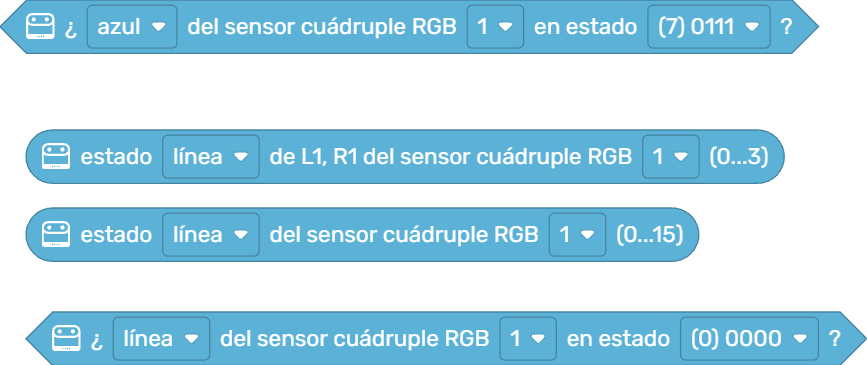 ¿ azul del sensor cuádruple RGB 1 en estado (7) 0111 ?
estado línea de L1, R1 del sensor cuádruple RGB 1 (0...3)
estado línea del sensor cuádruple RGB 1 (0...15)
¿ línea del sensor cuádruple RGB 1 en estado (0) 0000 ?